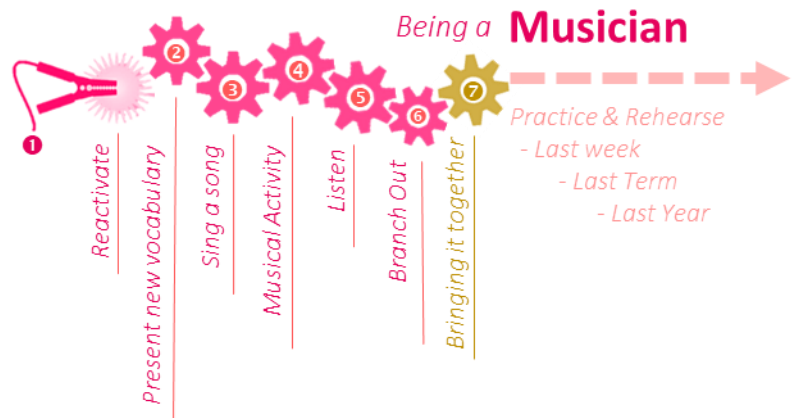 Being a Musician
1
Reactivate
2
Present new vocabulary
3
Sing a song
4
Musical Activity
5
Listen
6
Branch Out
7
Bringing it together
Practice & Rehearse
- Last week
- Last Term
- Last Year